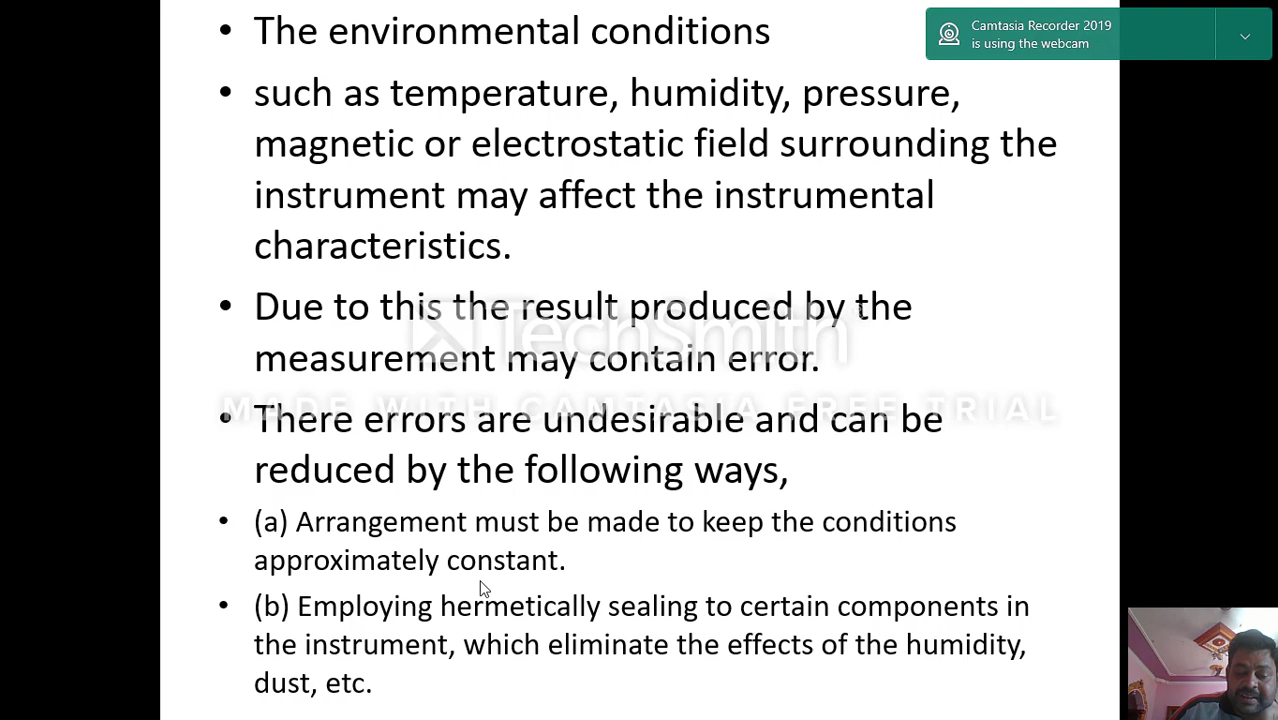 • The environmental conditions
Camtasia Recorder 2019
is using the webcam
• such as temperature, humidity, pressure,
magnetic or electrostatic field surrounding the
instrument may affect the instrumental
characteristics.
• Due to this the result produced by the
TechSmith
measurement may contain error.
MADE WITH CAMTASIA FREE TRIAL
• There errors are undesirable and can be
reduced by the following ways,
• (a) Arrangement must be made to keep the conditions
approximately constant.
• (b) Employing hermetically sealing to certain components in
the instrument, which eliminate the effects of the humidity,
dust, etc.